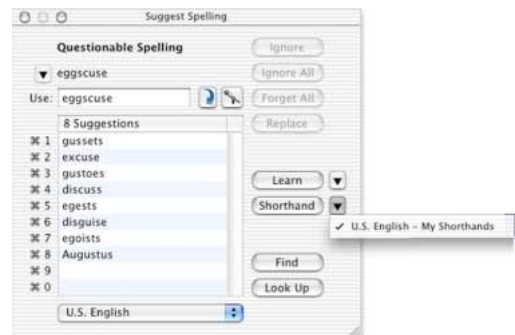 Suggest Spelling
Questionable Spelling
eggscuse
Use: eggscuse
8 Suggestions
⌘ 1 gussets
⌘ 2 excuse
⌘ 3 gustoes
⌘ 4 discuss
⌘ 5 egests
⌘ 6 disguise
⌘ 7 egoists
⌘ 8 Augustus
⌘ 9
⌘ 0
U.S. English
Ignore
Ignore All
Forget All
Replace
Learn
Shorthand
✓ U.S. English – My Shorthands
Find
Look Up